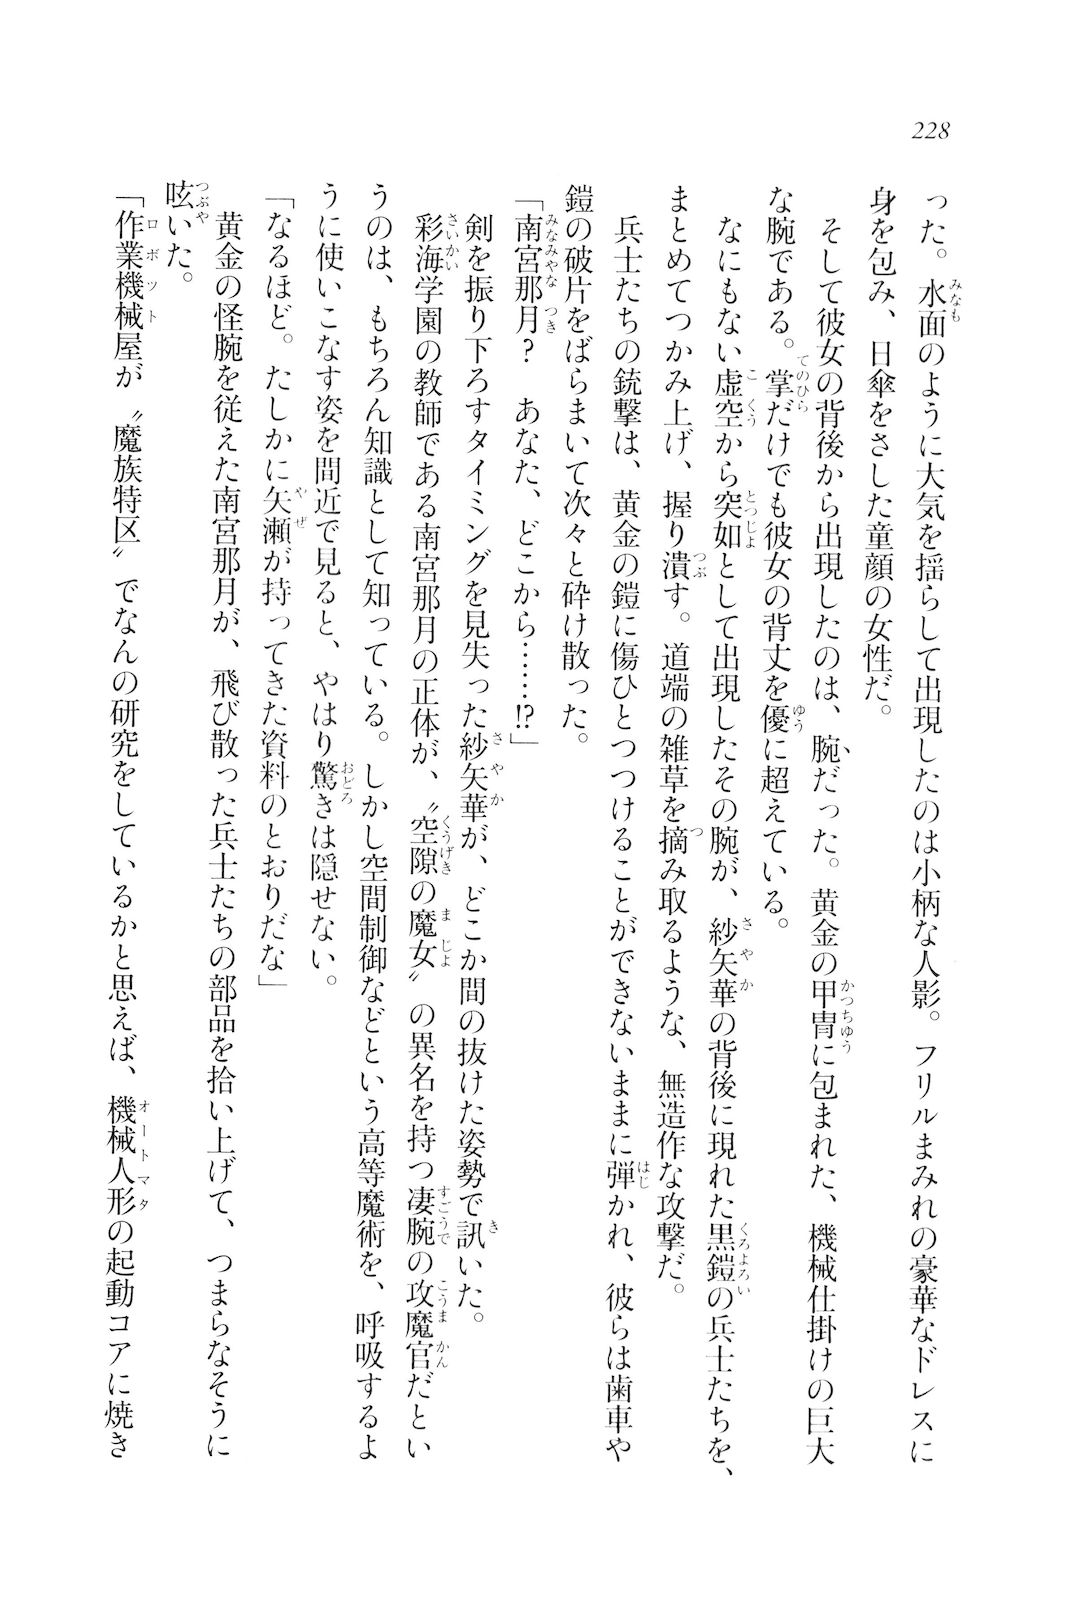 228
った。水面のように大気を揺らして出現したのは小柄な人影。フリルまみれの豪華なドレスに
身を包み、日傘をさした童顔の女性だ。
そして彼女の背後から出現したのは、腕だった。黄金の甲冑に包まれた、機械仕掛けの巨大
な腕である。掌だけでも彼女の背丈を優に超えている。
なにもない虚空から突如として出現したその腕が、紗矢華の背後に現れた黒鎧の兵士たちを、
まとめてつかみ上げ、握り潰す。道端の雑草を摘み取るような、無造作な攻撃だ。
兵士たちの銃撃は、黄金の鎧に傷ひとつつけることができないままに弾かれ、彼らは歯車や
鎧の破片をばらまいて次々と砕け散った。
「南宮那月？　あなた、どこから……!?」
剣を振り下ろすタイミングを見失った紗矢華が、どこか間の抜けた姿勢で訊いた。
彩海学園の教師である南宮那月の正体が、〝空隙の魔女〟の異名を持つ凄腕の攻魔官だとい
うのは、もちろん知識として知っている。しかし空間制御などという高等魔術を、呼吸するよ
うに使いこなす姿を間近で見ると、やはり驚きは隠せない。
「なるほど。たしかに矢瀬が持ってきた資料のとおりだな」
黄金の怪腕を従えた南宮那月が、飛び散った兵士たちの部品を拾い上げて、つまらなそうに
呟いた。
「作業機械屋が〝魔族特区〟でなんの研究をしているかと思えば、機械人形の起動コアに焼き